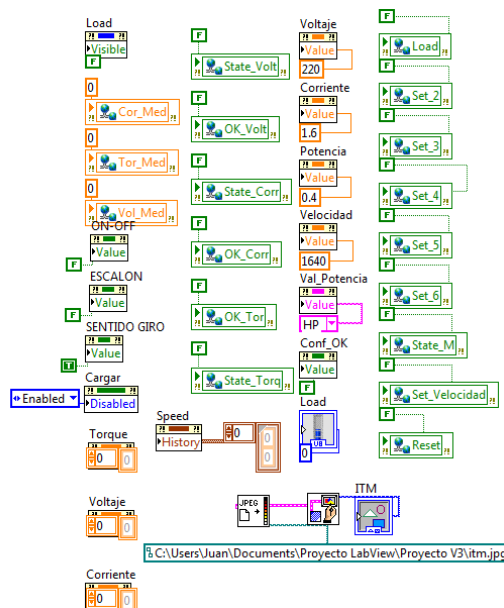 Load
Visible
F
0
Cor_Med
0
Tor_Med
0
Vol_Med
ON-OFF
Value
F
ESCALON
Value
F
SENTIDO GIRO
Value
T
Cargar
Enabled
Disabled
Torque
0 0
Voltaje
0 0
Corriente
0 0
F
State_Volt
F
OK_Volt
F
State_Corr
F
OK_Corr
F
OK_Tor
F
State_Torq
Speed
History
0 0
0
Voltaje
Value
220
Corriente
Value
1.6
Potencia
Value
0.4
Velocidad
Value
1640
Val_Potencia
Value
HP
Conf_OK
Value
F
Load
0
F
Load
F
Set_2
F
Set_3
F
Set_4
F
Set_5
F
Set_6
F
State_M
F
Set_Velocidad
F
Reset
JPEG
ITM
C:\Users\Juan\Documents\Proyecto LabView\Proyecto V3\itm.jpg